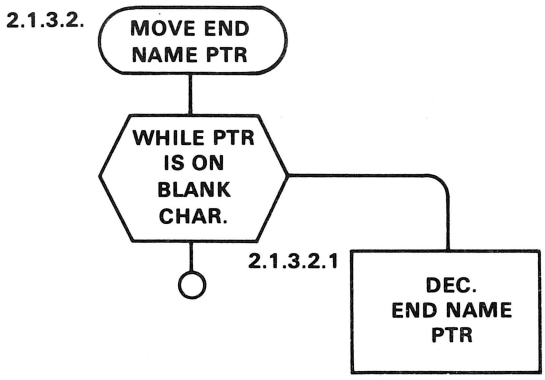 2.1.3.2.
MOVE END
NAME PTR
WHILE PTR
IS ON
BLANK
CHAR.
2.1.3.2.1
DEC.
END NAME
PTR